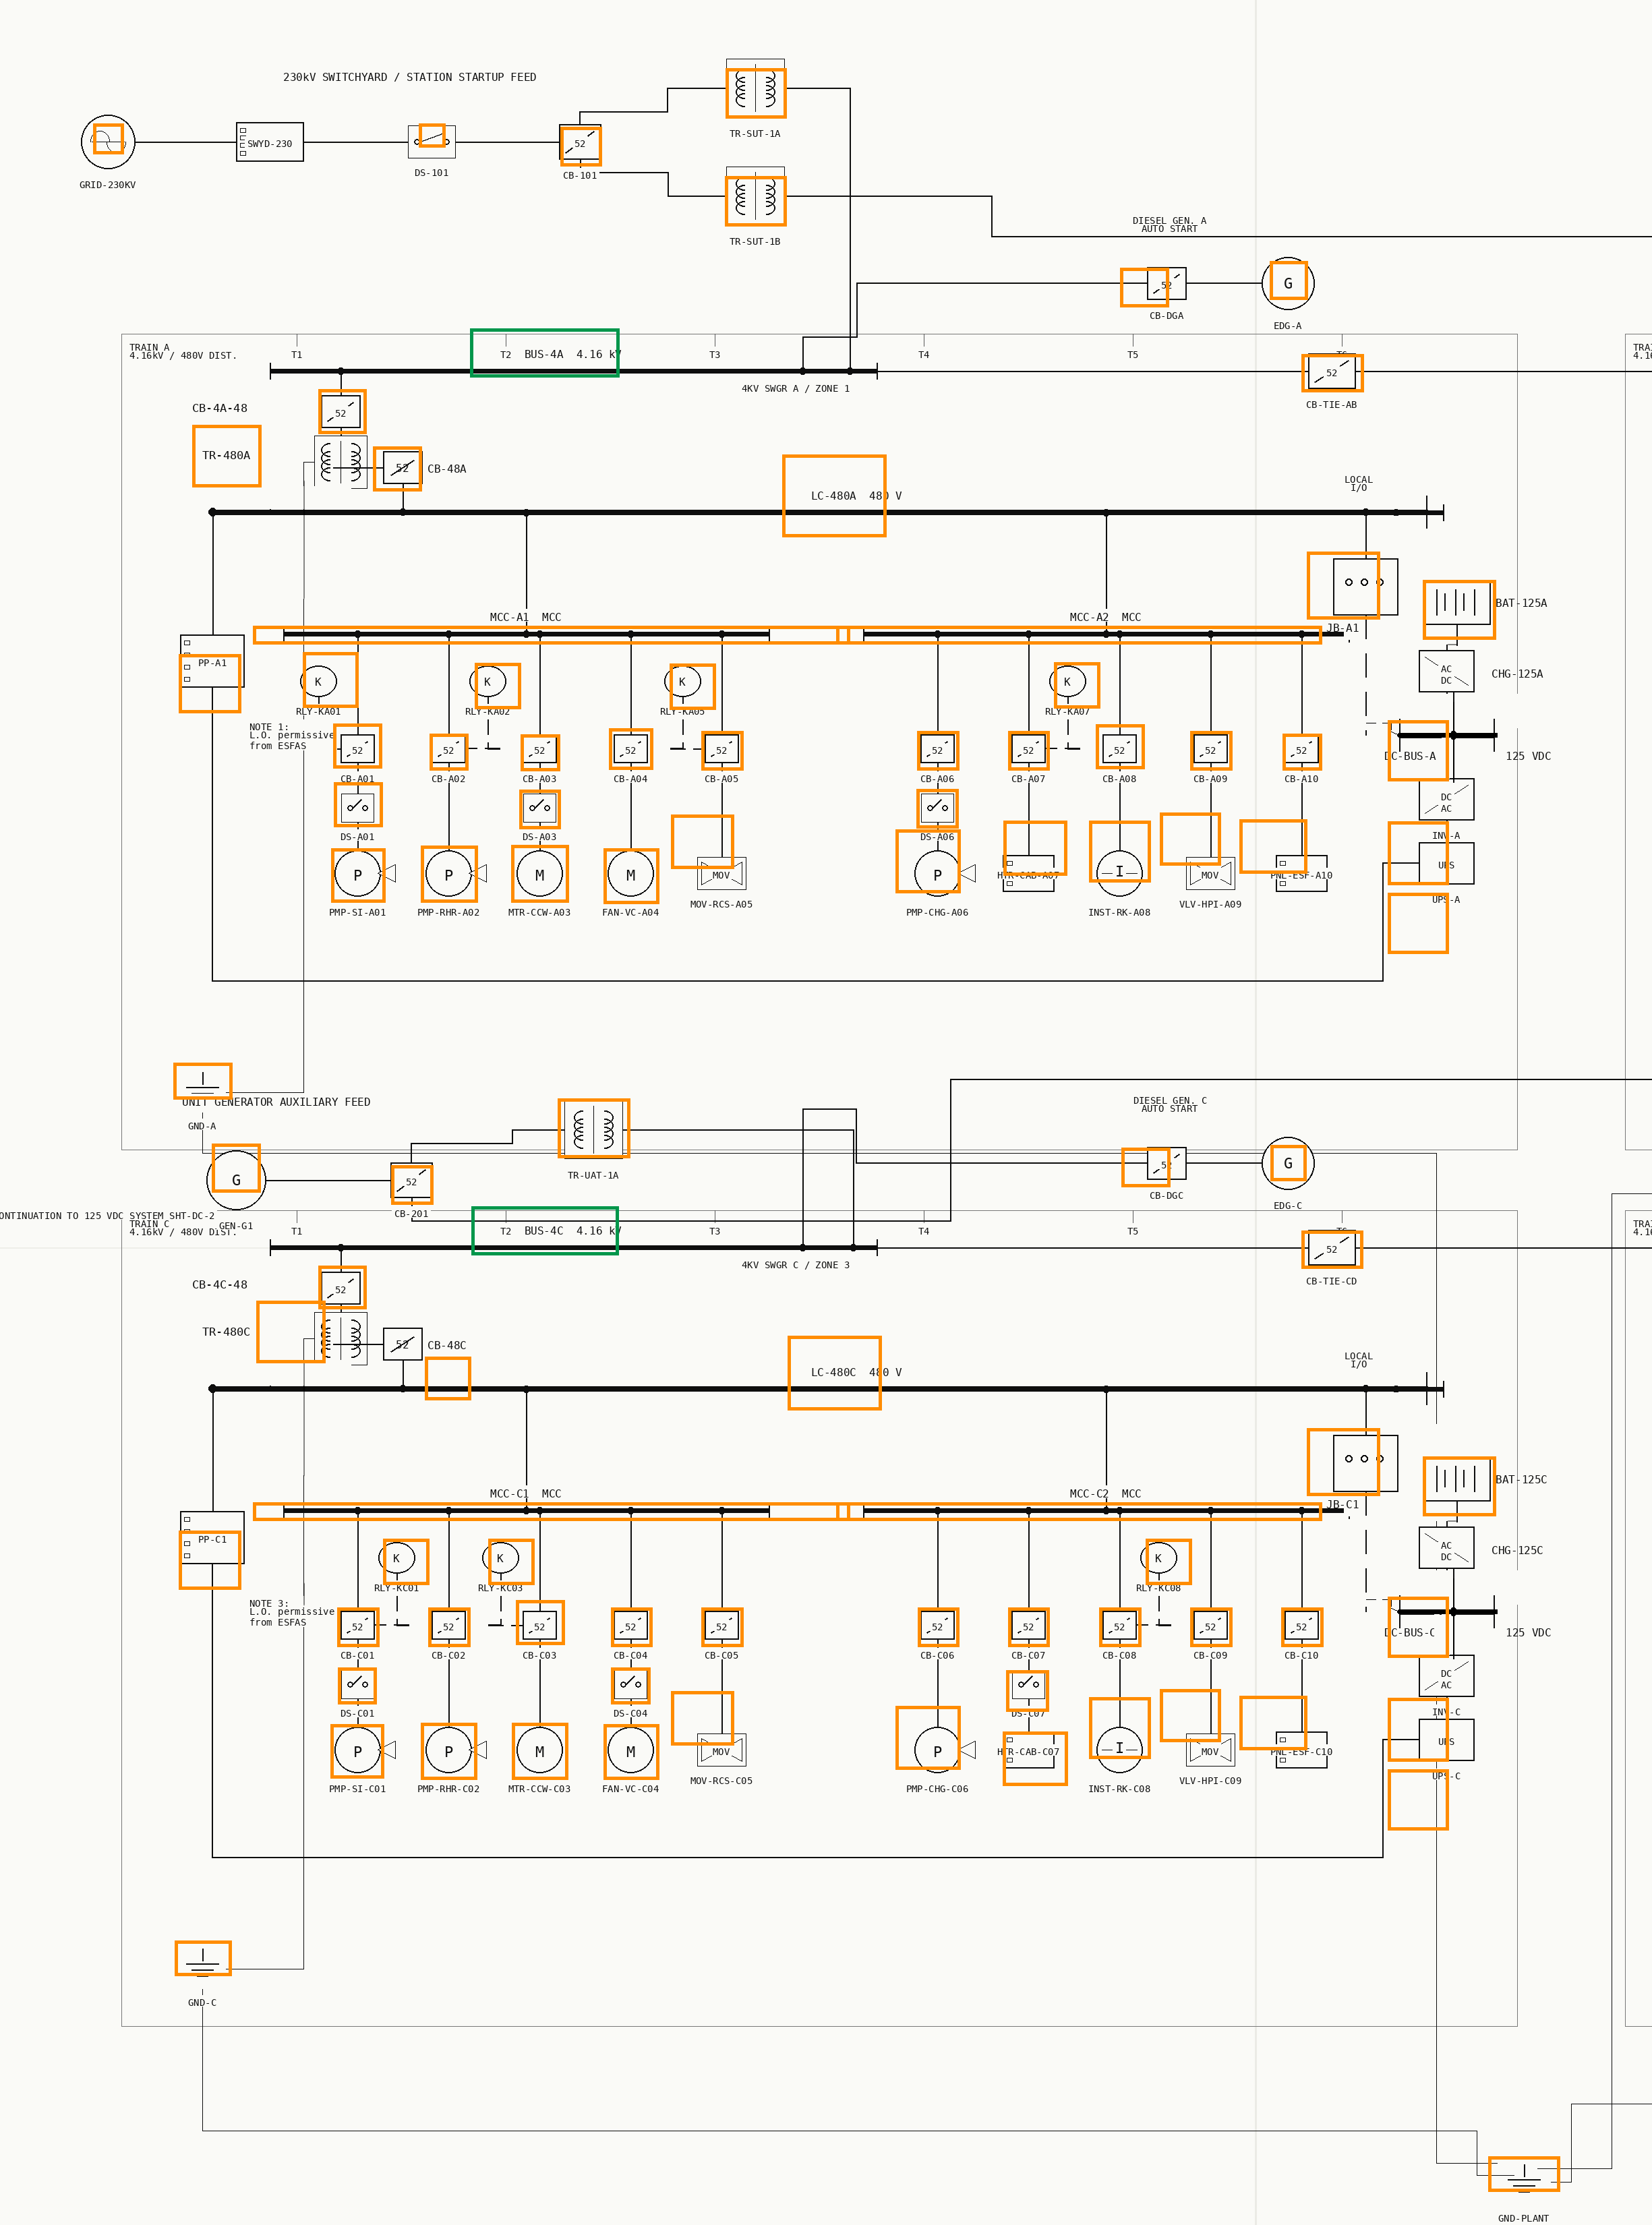 230kV SWITCHYARD / STATION STARTUP FEED
TR-SUT-1A
SWYD-230
52
GRID-230KV
DS-101
CB-101
TR-SUT-1B
DIESEL GEN. A
AUTO START
52
G
CB-DGA
EDG-A
TRAIN A
4.16kV / 480V DIST.
T1
T2
BUS-4A 4.16 kV
T3
T4
T5
4KV SWGR A / ZONE 1
52
CB-TIE-AB
CB-4A-48
52
TR-480A
52
CB-48A
LC-480A 480 V
LOCAL
I/O
MCC-A1 MCC
MCC-A2 MCC
JB-A1
BAT-125A
PP-A1
AC
DC
CHG-125A
K
K
K
K
RLY-KA01
RLY-KA02
RLY-KA05
RLY-KA07
NOTE 1:
L.O. permissive
from ESFAS
52
52
52
52
52
52
52
52
52
52
DC-BUS-A
125 VDC
CB-A01
CB-A02
CB-A03
CB-A04
CB-A05
CB-A06
CB-A07
CB-A08
CB-A09
CB-A10
DC
AC
DS-A01
DS-A03
DS-A06
INV-A
P
P
M
M
MOV
P
HTR-CAB-A07
I
MOV
PNL-ESF-A10
UPS
UPS-A
PMP-SI-A01
PMP-RHR-A02
MTR-CCW-A03
FAN-VC-A04
MOV-RCS-A05
PMP-CHG-A06
INST-RK-A08
VLV-HPI-A09
UNIT GENERATOR AUXILIARY FEED
GND-A
DIESEL GEN. C
AUTO START
TR-UAT-1A
G
52
52
G
CB-DGC
EDG-C
CB-201
GEN-G1
ONTINUATION TO 125 VDC SYSTEM SHT-DC-2
TRAIN C
4.16kV / 480V DIST.
T1
T2
BUS-4C 4.16 kV
T3
T4
T5
4KV SWGR C / ZONE 3
52
CB-TIE-CD
CB-4C-48
52
TR-480C
52
CB-48C
LC-480C 480 V
LOCAL
I/O
MCC-C1 MCC
MCC-C2 MCC
JB-C1
BAT-125C
PP-C1
AC
DC
CHG-125C
K
K
K
RLY-KC01
RLY-KC03
RLY-KC08
NOTE 3:
L.O. permissive
from ESFAS
52
52
52
52
52
52
52
52
52
52
DC-BUS-C
125 VDC
CB-C01
CB-C02
CB-C03
CB-C04
CB-C05
CB-C06
CB-C07
CB-C08
CB-C09
CB-C10
DC
AC
DS-C01
DS-C04
DS-C07
INV-C
P
P
M
M
MOV
P
HTR-CAB-C07
I
MOV
PNL-ESF-C10
UPS
UPS-C
PMP-SI-C01
PMP-RHR-C02
MTR-CCW-C03
FAN-VC-C04
MOV-RCS-C05
PMP-CHG-C06
INST-RK-C08
VLV-HPI-C09
GND-C
GND-PLANT